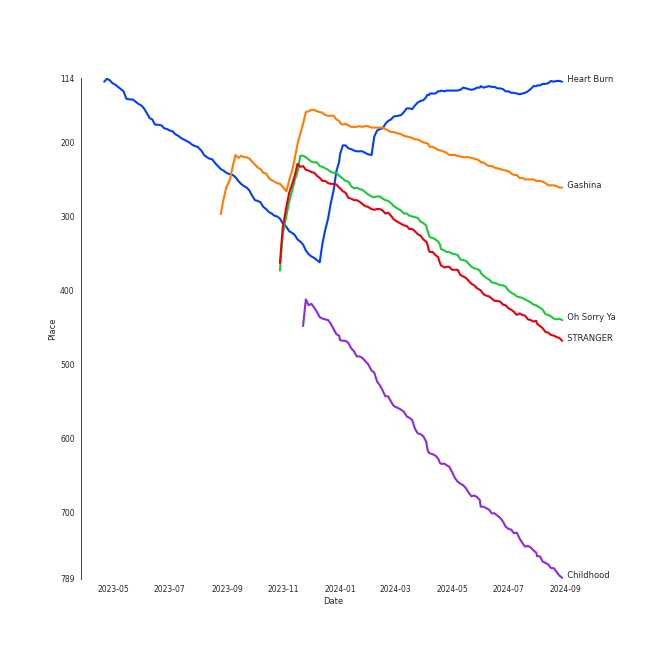 114
200
300
400
500
600
700
789
Place
2023-05 2023-07 2023-09 2023-11 2024-01 2024-03 2024-05 2024-07 2024-09
Date
Heart Burn
Gashina
Oh Sorry Ya
STRANGER
Childhood